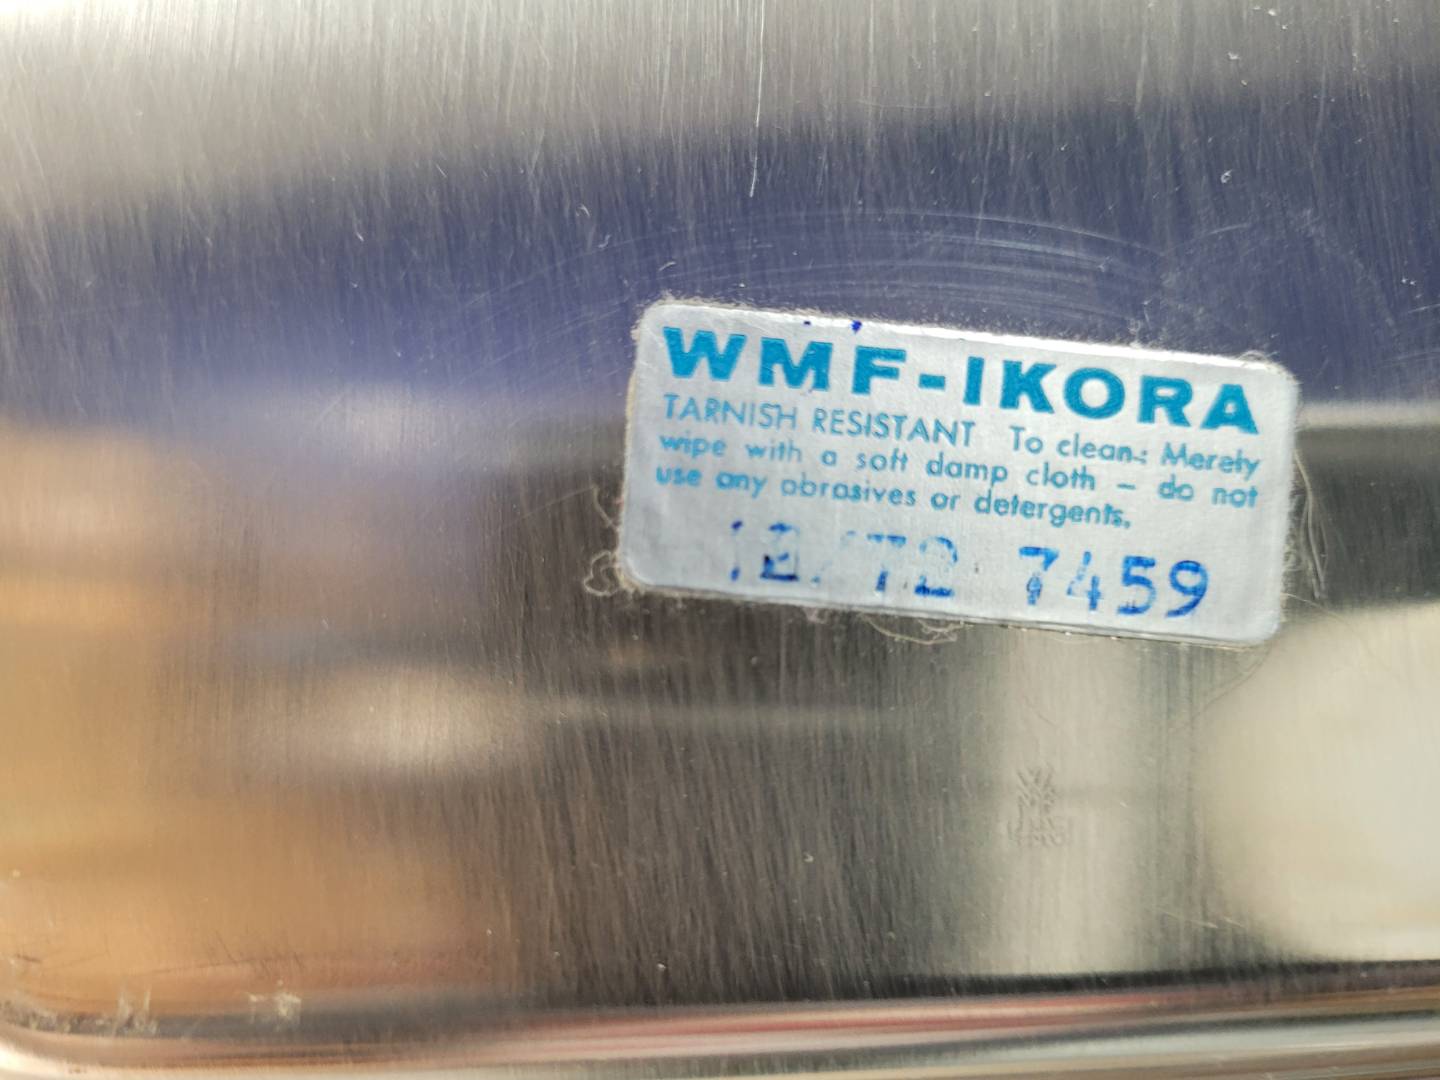 WMF-IKORA
TARNISH RESISTANT To clean: Merely
wipe with a soft damp cloth – do not
use any abrasives or detergents.
7459